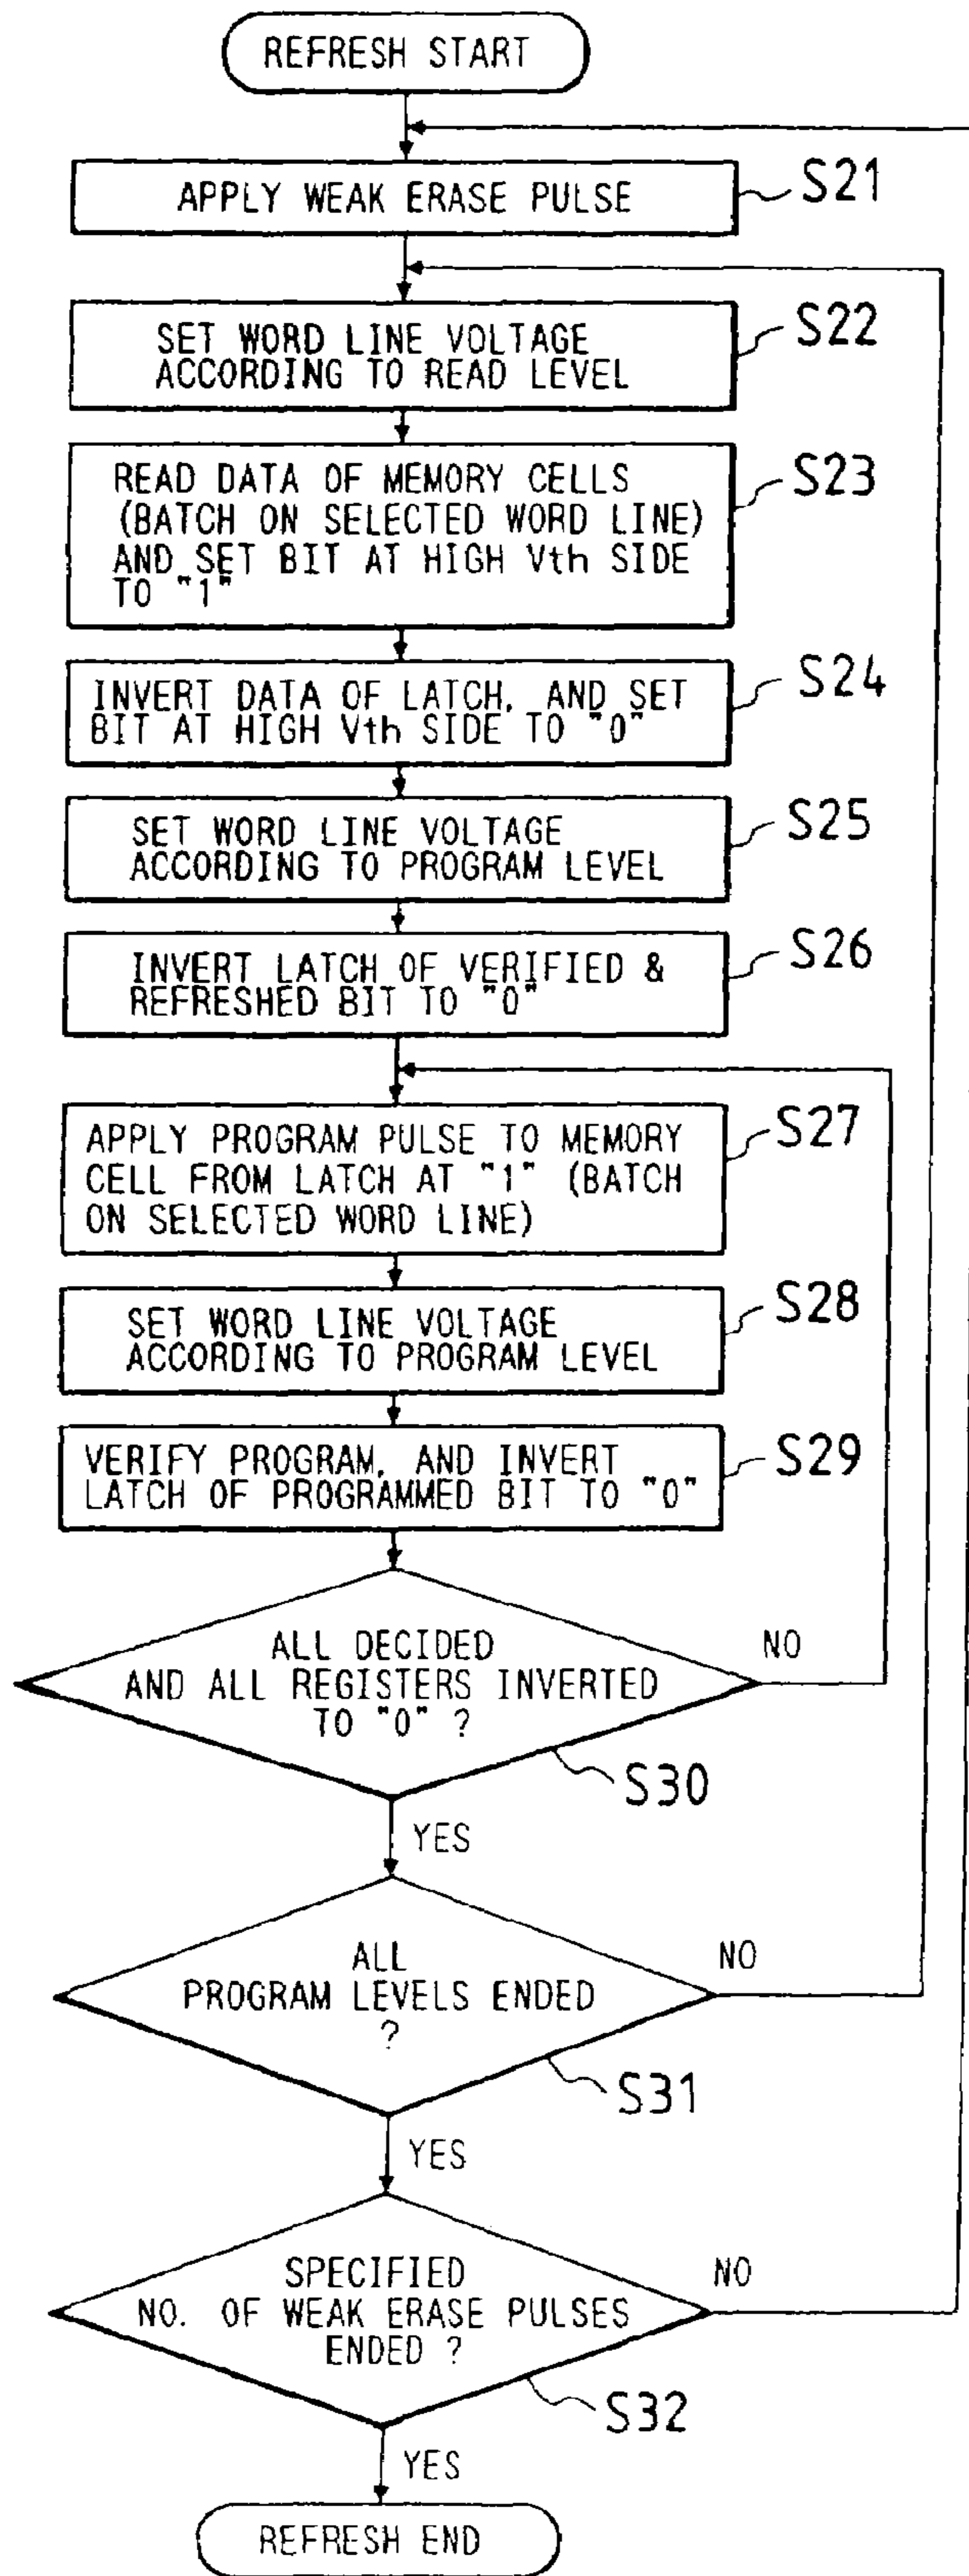 REFRESH START
APPLY WEAK ERASE PULSE
S21
SET WORD LINE VOLTAGE
ACCORDING TO READ LEVEL
S22
READ DATA OF MEMORY CELLS
(BATCH ON SELECTED WORD LINE)
AND SET BIT AT HIGH Vth SIDE
TO "1"
S23
INVERT DATA OF LATCH, AND SET
BIT AT HIGH Vth SIDE TO "0"
S24
SET WORD LINE VOLTAGE
ACCORDING TO PROGRAM LEVEL
S25
INVERT LATCH OF VERIFIED &
REFRESHED BIT TO "0"
S26
APPLY PROGRAM PULSE TO MEMORY
CELL FROM LATCH AT "1" (BATCH
ON SELECTED WORD LINE)
S27
SET WORD LINE VOLTAGE
ACCORDING TO PROGRAM LEVEL
S28
VERIFY PROGRAM, AND INVERT
LATCH OF PROGRAMMED BIT TO "0"
S29
ALL DECIDED
AND ALL REGISTERS INVERTED
TO "0" ?
NO
S30
YES
ALL
PROGRAM LEVELS ENDED
?
NO
S31
YES
SPECIFIED
NO. OF WEAK ERASE PULSES
ENDED ?
NO
S32
YES
REFRESH END